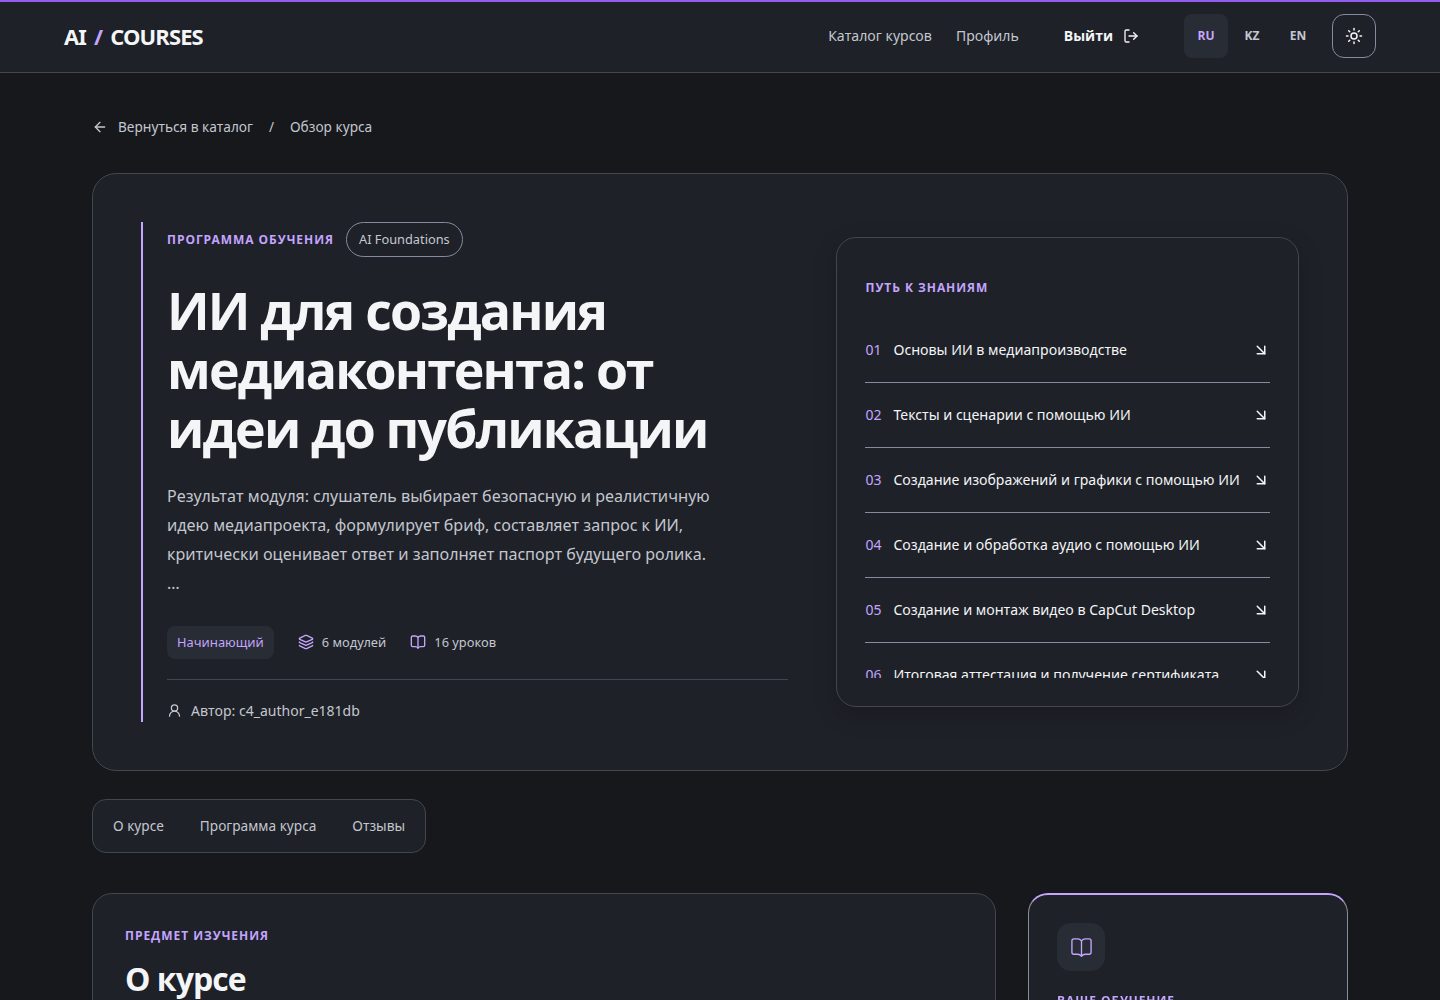 AI / COURSES
Каталог курсов
Профиль
Выйти
RU
KZ
EN
Вернуться в каталог / Обзор курса
ПРОГРАММА ОБУЧЕНИЯ
AI Foundations
ИИ для создания
медиаконтента: от
идеи до публикации
Результат модуля: слушатель выбирает безопасную и реалистичную
идею медиапроекта, формулирует бриф, составляет запрос к ИИ,
критически оценивает ответ и заполняет паспорт будущего ролика.
...
Начинающий
6 модулей
16 уроков
Автор: c4_author_e181db
ПУТЬ К ЗНАНИЯМ
01 Основы ИИ в медиапроизводстве
02 Тексты и сценарии с помощью ИИ
03 Создание изображений и графики с помощью ИИ
04 Создание и обработка аудио с помощью ИИ
05 Создание и монтаж видео в CapCut Desktop
06 Итоговая аттестация и получение сертификата
О курсе
Программа курса
Отзывы
ПРЕДМЕТ ИЗУЧЕНИЯ
О курсе
ВАШЕ ОБУЧЕНИЕ